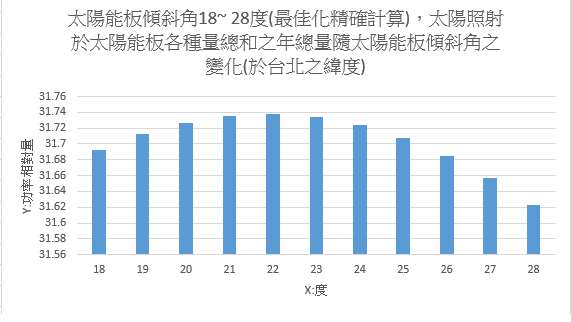 太陽能板傾斜角18~ 28度(最佳化精確計算)，太陽照射
於太陽能板各種量總和之年總量隨太陽能板傾斜角之
變化(於台北之緯度)
31.76
31.74
31.72
31.7
31.68
31.66
31.64
31.62
31.6
31.58
31.56
Y:功率相對量
18 19 20 21 22 23 24 25 26 27 28
X:度